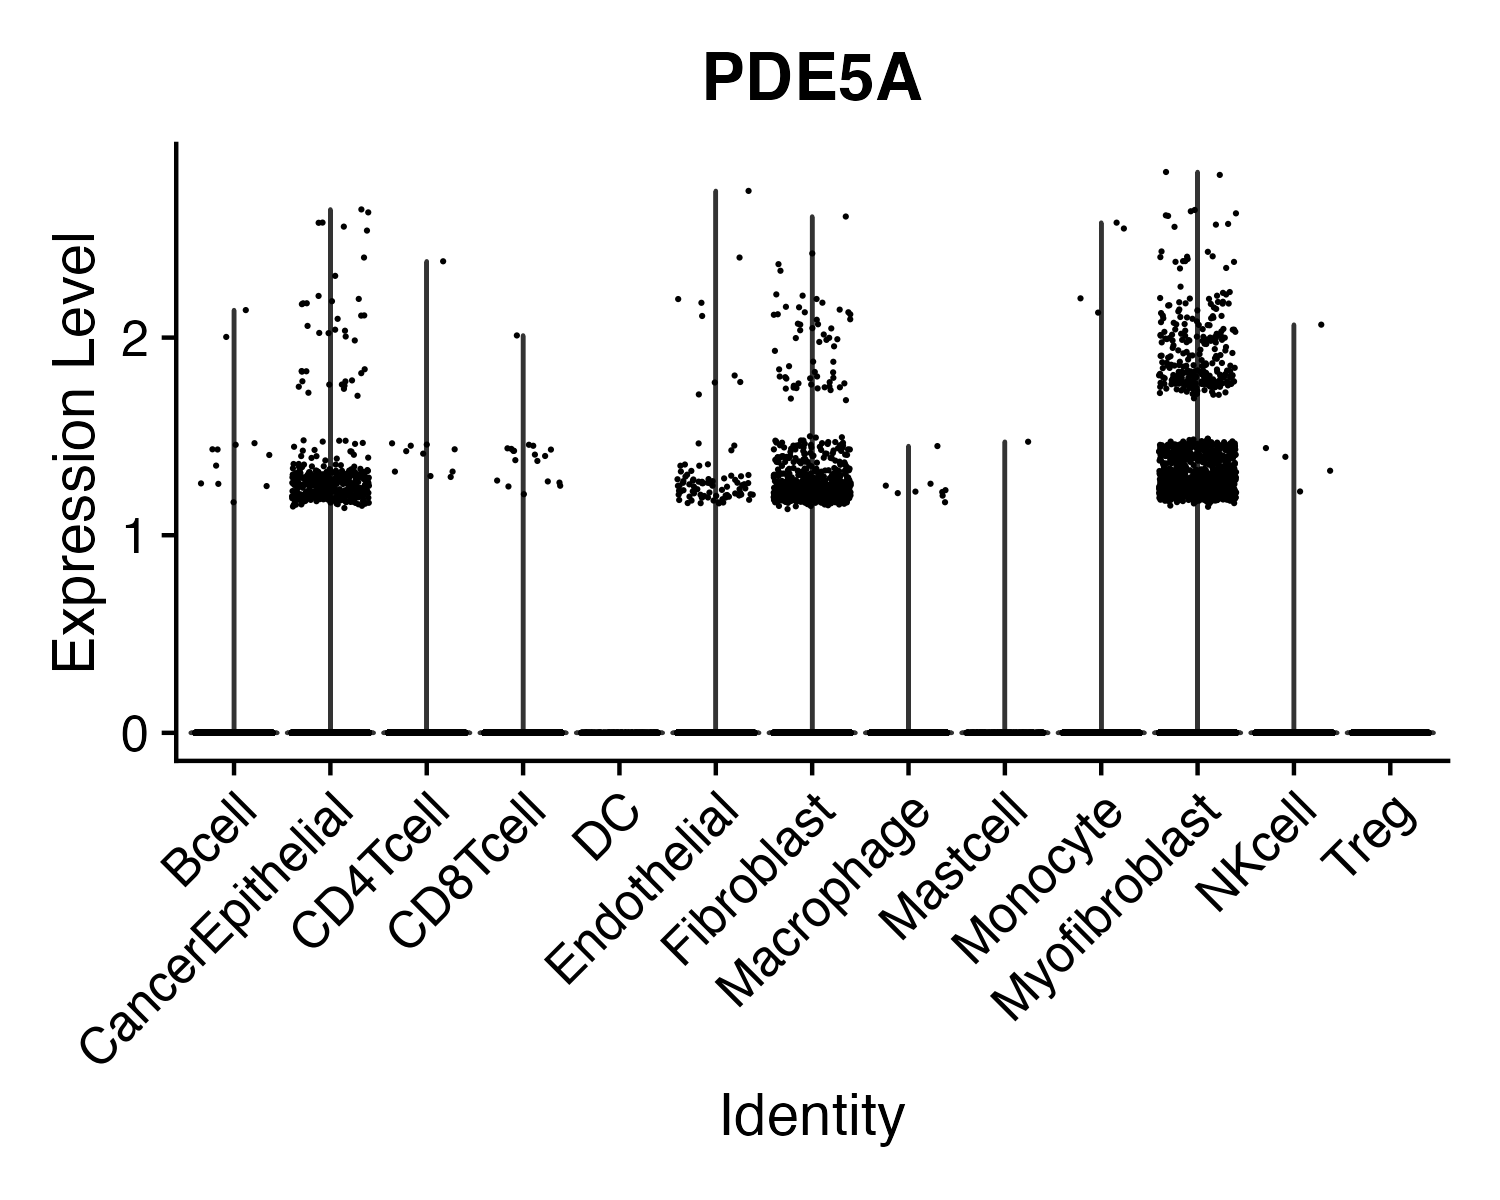 PDE5A
Expression Level
2
1
0
Bcell
CancerEpithelial
CD4Tcell
CD8Tcell
DC
Endothelial
Fibroblast
Macrophage
Mastcell
Monocyte
Myofibroblast
NKcell
Treg
Identity